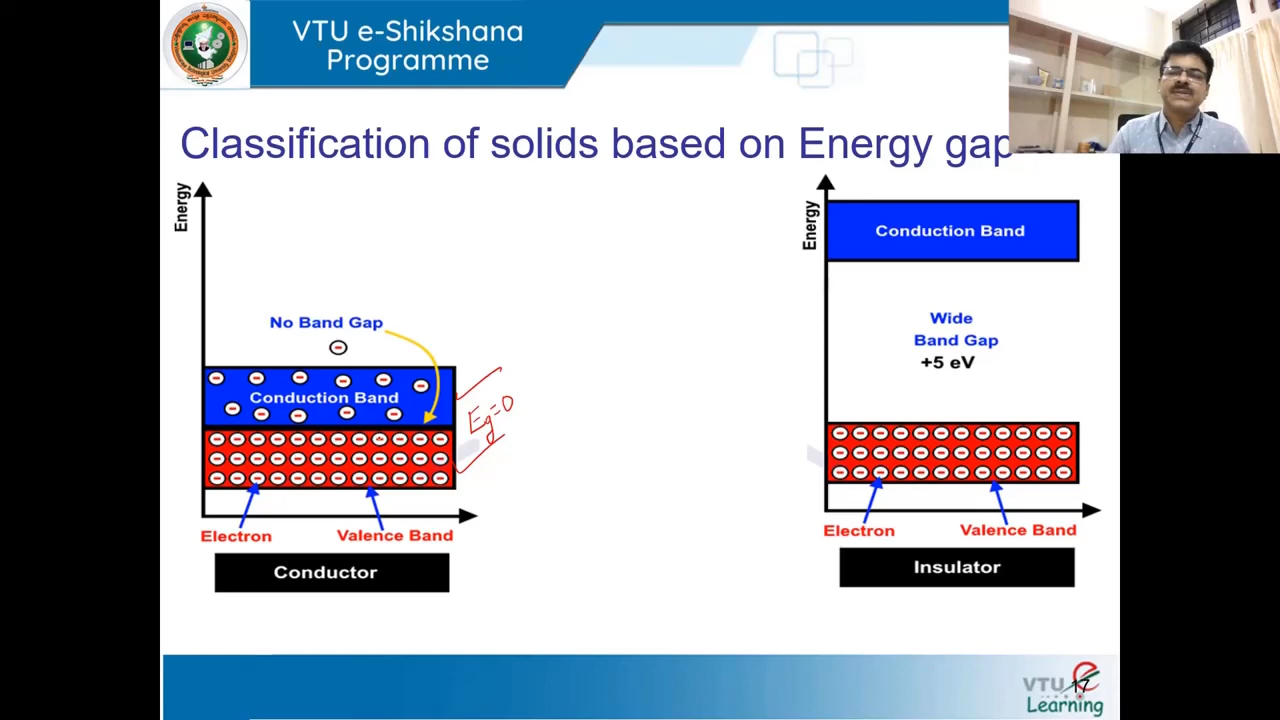 VTU e-Shikshana
Programme
Classification of solids based on Energy gap
Energy
No Band Gap
Conduction Band
Eg=0
Electron
Valence Band
Conductor
Energy
Conduction Band
Wide
Band Gap
+5 eV
Electron
Valence Band
Insulator
VTU e
17
Learning